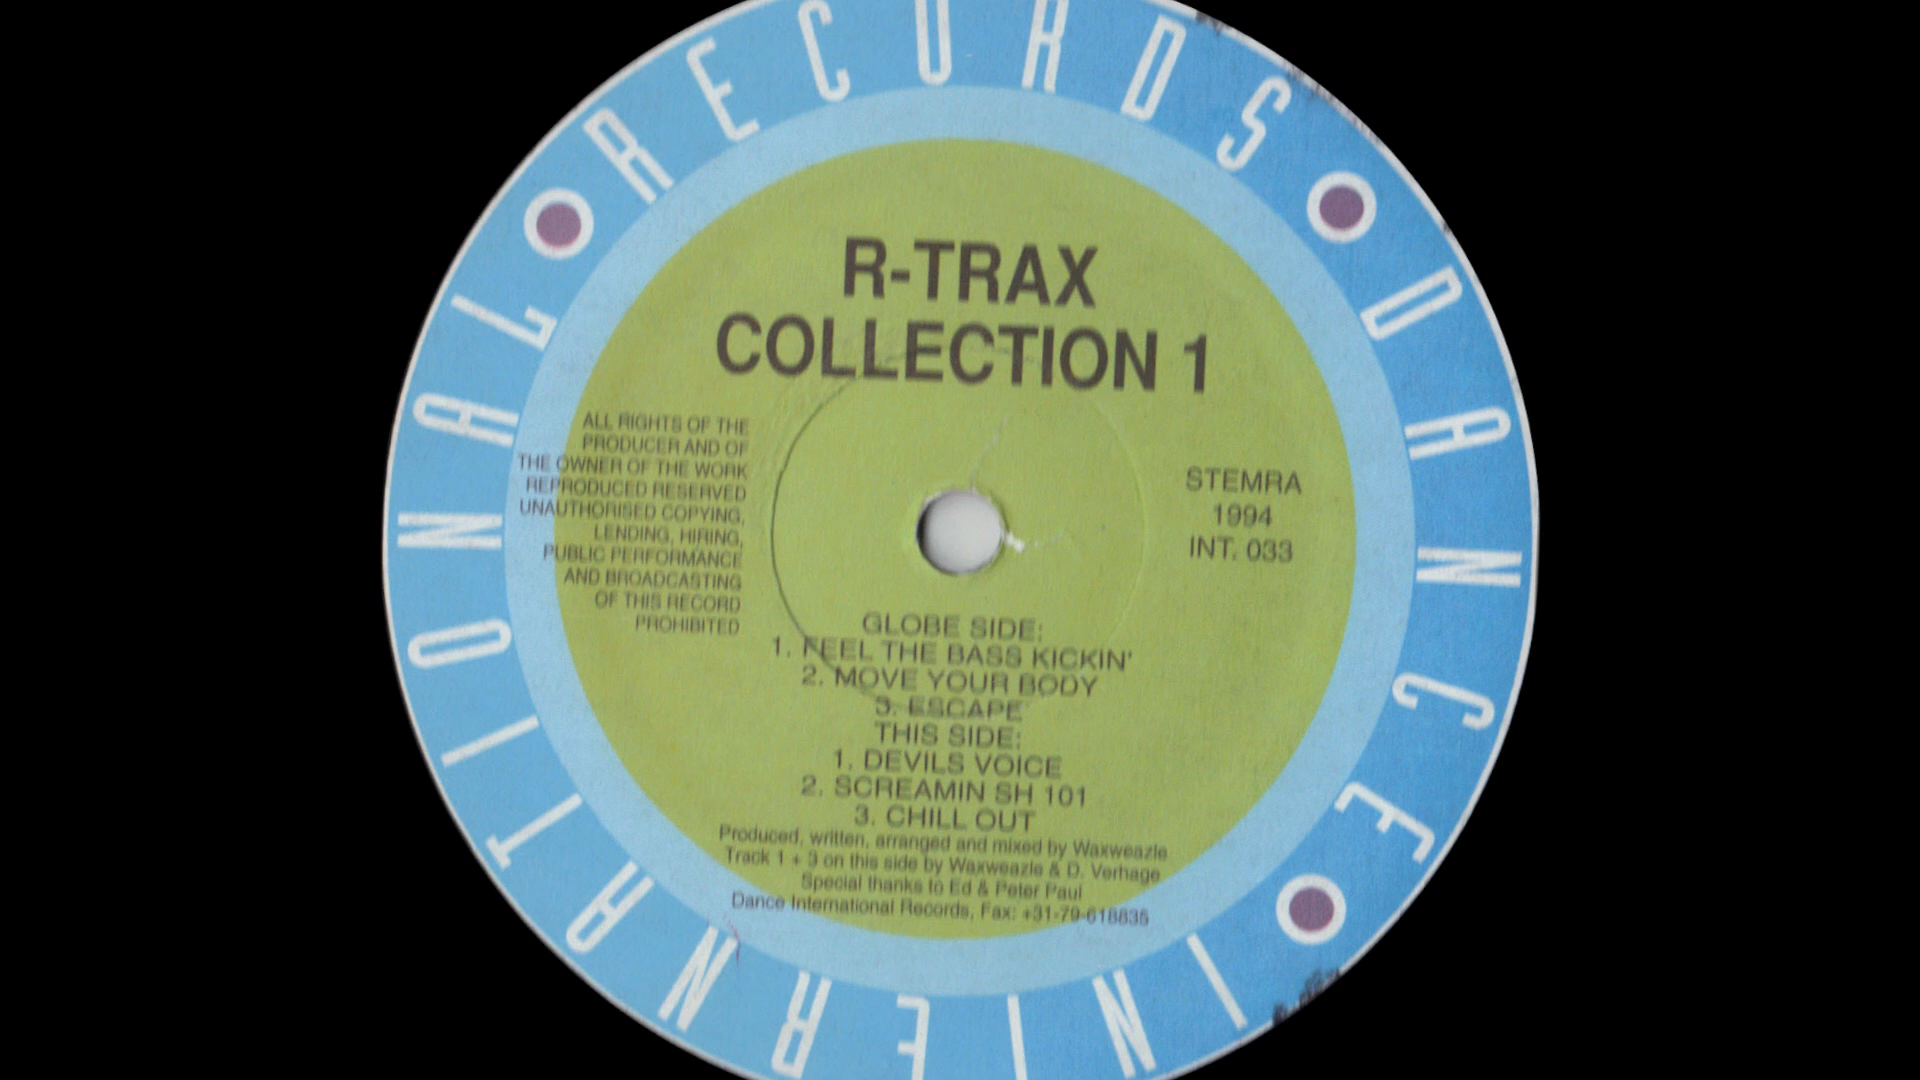 DANCE INTERNATIONAL RECORDS
R-TRAX
COLLECTION 1
ALL RIGHTS OF THE
PRODUCER AND OF
THE OWNER OF THE WORK
REPRODUCED RESERVED
UNAUTHORISED COPYING,
LENDING, HIRING,
PUBLIC PERFORMANCE
AND BROADCASTING
OF THIS RECORD
PROHIBITED
STEMRA
1994
INT. 033
GLOBE SIDE:
1. FEEL THE BASS KICKIN'
2. MOVE YOUR BODY
3. ESCAPE
THIS SIDE:
1. DEVILS VOICE
2. SCREAMIN SH 101
3. CHILL OUT
Produced, written, arranged and mixed by Waxweazle
Track 1 + 3 on this side by Waxweazle & D. Verhage
Special thanks to Ed & Peter Paul
Dance International Records, Fax: +31-79-618835